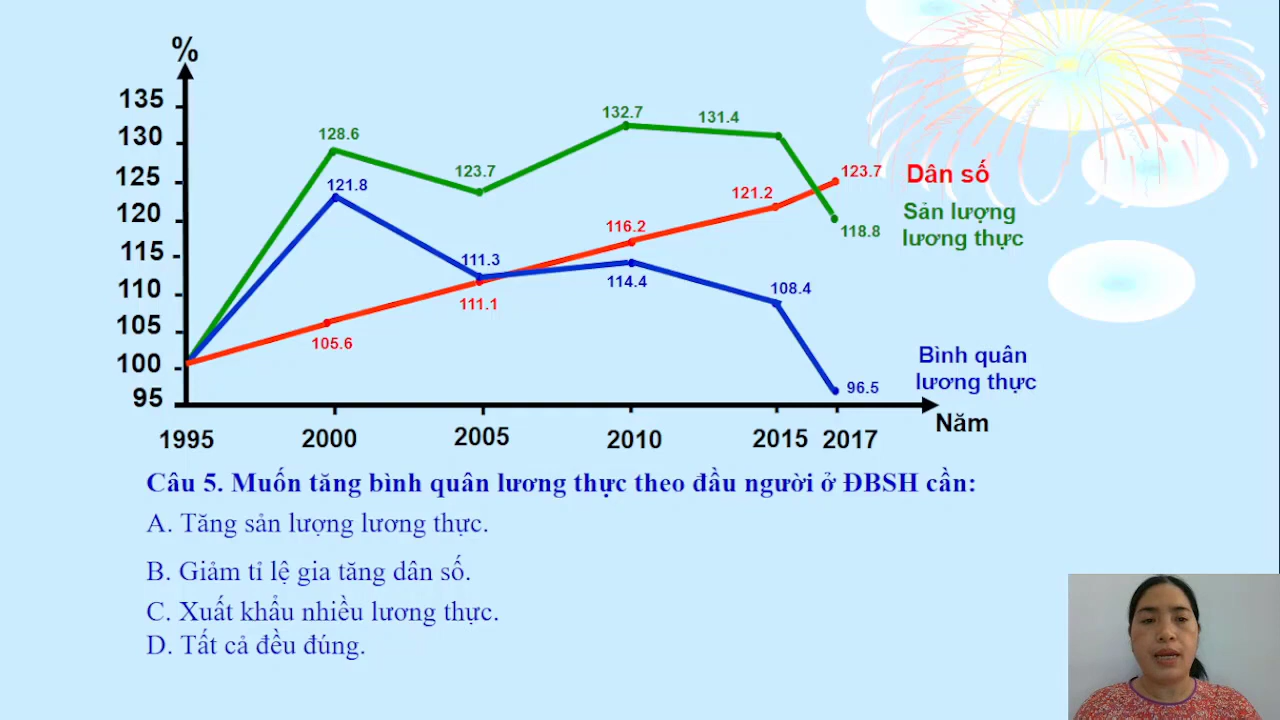 %
135
130
125
120
115
110
105
100
95
128.6
121.8
105.6
123.7
111.3
111.1
132.7
116.2
114.4
131.4
121.2
108.4
123.7
118.8
96.5
Dân số
Sản lượng
lương thực
Bình quân
lương thực
1995 2000 2005 2010 2015 2017
Năm
Câu 5. Muốn tăng bình quân lương thực theo đầu người ở ĐBSH cần:
A. Tăng sản lượng lương thực.
B. Giảm tỉ lệ gia tăng dân số.
C. Xuất khẩu nhiều lương thực.
D. Tất cả đều đúng.